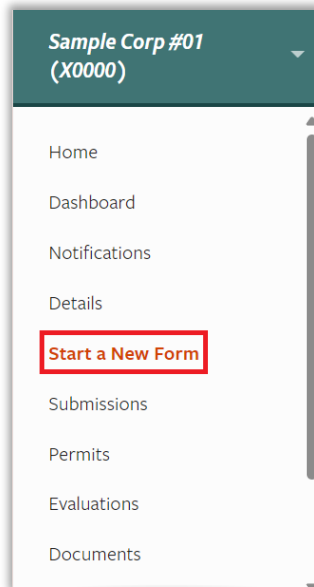 Sample Corp #01
(X0000)
Home
Dashboard
Notifications
Details
Start a New Form
Submissions
Permits
Evaluations
Documents